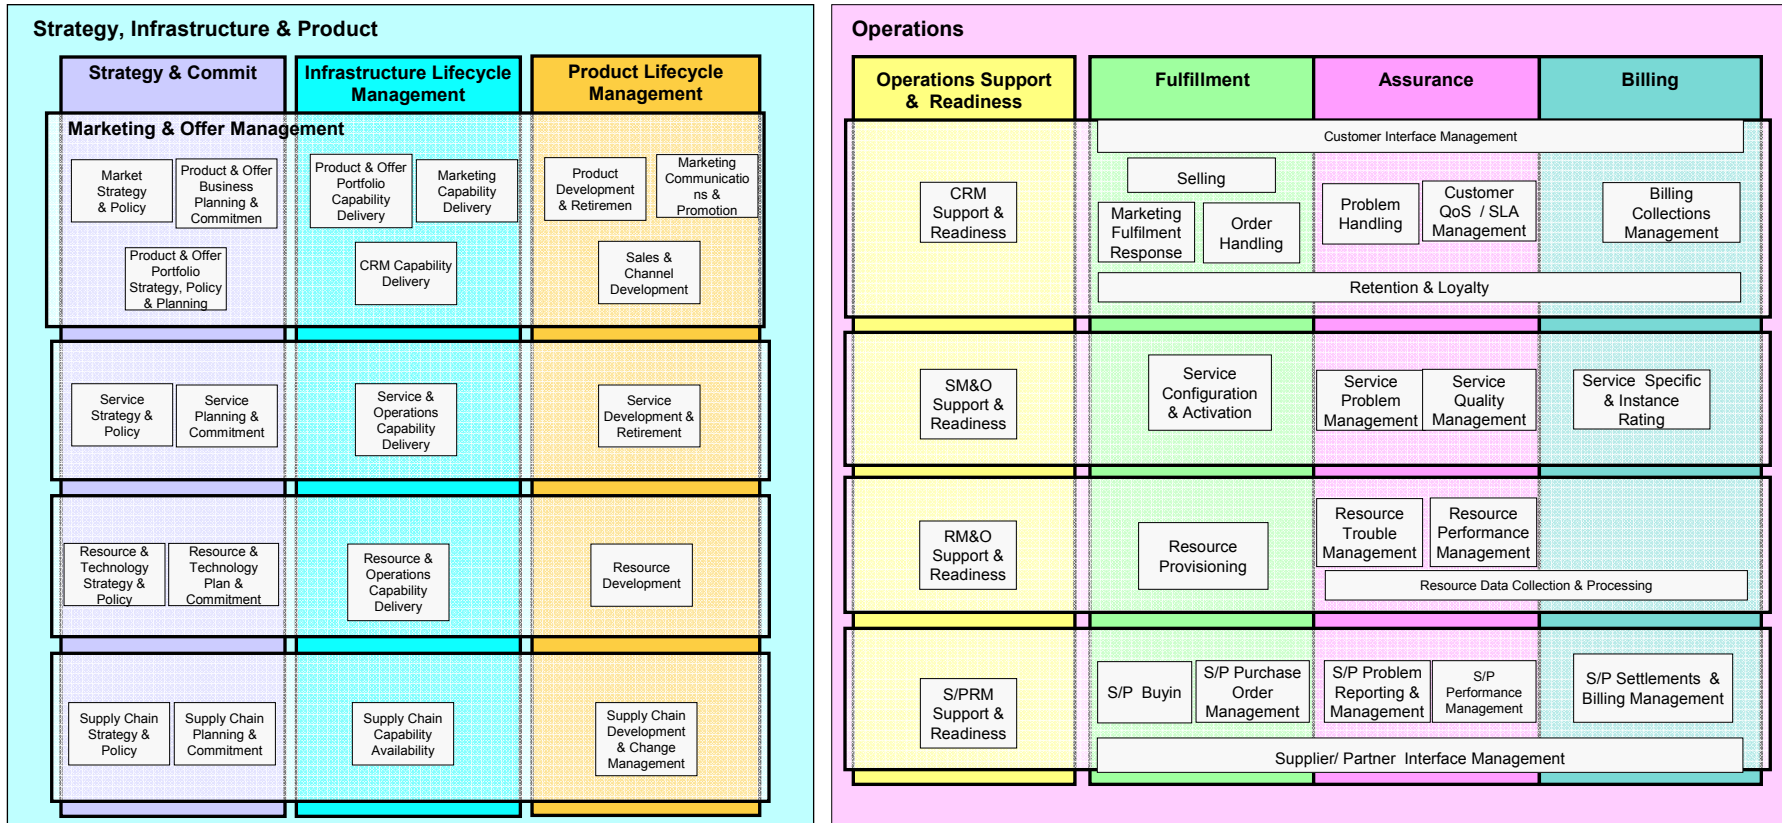 Strategy, Infrastructure & Product
Strategy & Commit
Infrastructure Lifecycle
Management
Product Lifecycle
Management
Marketing & Offer Management
Market
Strategy
& Policy
Product & Offer
Business
Planning &
Commitmen
Product & Offer
Portfolio
Capability
Delivery
Marketing
Capability
Delivery
Product
Development
& Retiremen
Marketing
Communicatio
ns &
Promotion
Product & Offer
Portfolio
Strategy, Policy
& Planning
CRM Capability
Delivery
Sales &
Channel
Development
Service
Strategy &
Policy
Service
Planning &
Commitment
Service &
Operations
Capability
Delivery
Service
Development &
Retirement
Resource &
Technology
Strategy &
Policy
Resource &
Technology
Plan &
Commitment
Resource &
Operations
Capability
Delivery
Resource
Development
Supply Chain
Strategy &
Policy
Supply Chain
Planning &
Commitment
Supply Chain
Capability
Availability
Supply Chain
Development
& Change
Management
Operations
Operations Support
& Readiness
Fulfillment
Assurance
Billing
Customer Interface Management
CRM
Support &
Readiness
Selling
Marketing
Fulfilment
Response
Order
Handling
Problem
Handling
Customer
QoS / SLA
Management
Billing
Collections
Management
Retention & Loyalty
SM&O
Support &
Readiness
Service
Configuration
& Activation
Service
Problem
Management
Service
Quality
Management
Service Specific
& Instance
Rating
RM&O
Support &
Readiness
Resource
Provisioning
Resource
Trouble
Management
Resource
Performance
Management
Resource Data Collection & Processing
S/PRM
Support &
Readiness
S/P Buyin
S/P Purchase
Order
Management
S/P Problem
Reporting &
Management
S/P
Performance
Management
S/P Settlements &
Billing Management
Supplier/ Partner Interface Management